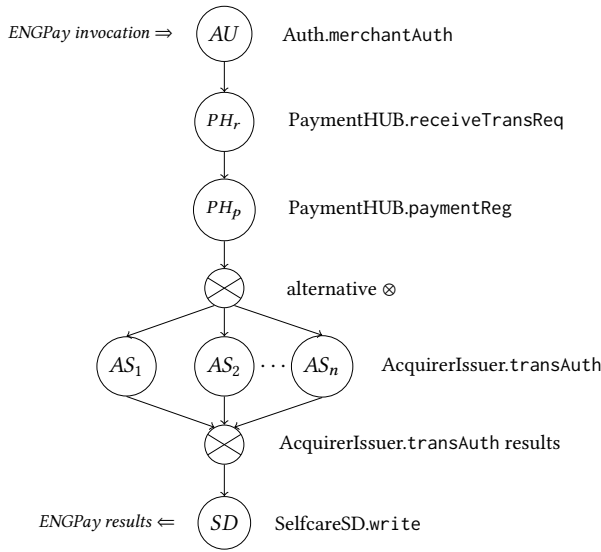 ENGPay invocation ⇒ AU Auth.merchantAuth
PH_r PaymentHUB.receiveTransReq
PH_p PaymentHUB.paymentReg
alternative ⊗
AS_1 AS_2 ··· AS_n AcquirerIssuer.transAuth
AcquirerIssuer.transAuth results
ENGPay results ⇐ SD SelfcareSD.write